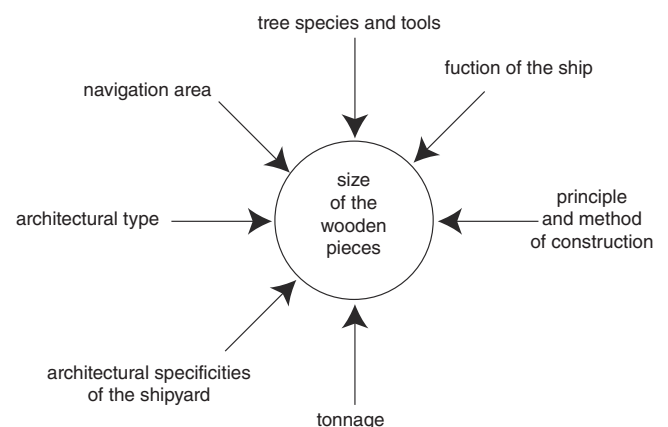 tree species and tools
fuction of the ship
navigation area
size
of the
wooden
pieces
architectural type
principle
and method
of construction
architectural specificities
of the shipyard
tonnage